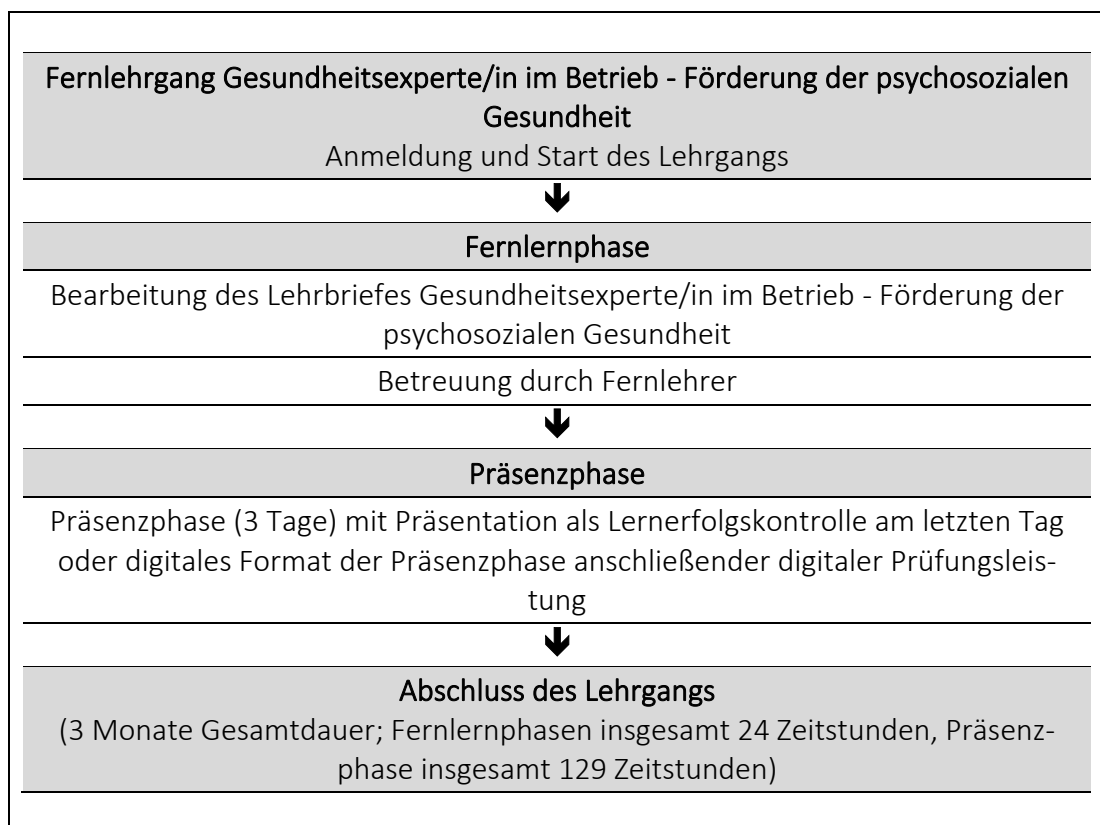 Fernlehrgang Gesundheitsexperte/in im Betrieb - Förderung der psychosozialen
Gesundheit
Anmeldung und Start des Lehrgangs
Fernlernphase
Bearbeitung des Lehrbriefes Gesundheitsexperte/in im Betrieb - Förderung der
psychosozialen Gesundheit
Betreuung durch Fernlehrer
Präsenzphase
Präsenzphase (3 Tage) mit Präsentation als Lernerfolgskontrolle am letzten Tag
oder digitales Format der Präsenzphase anschließender digitaler Prüfungsleis-
tung
Abschluss des Lehrgangs
(3 Monate Gesamtdauer; Fernlernphasen insgesamt 24 Zeitstunden, Präsenz-
phase insgesamt 129 Zeitstunden)